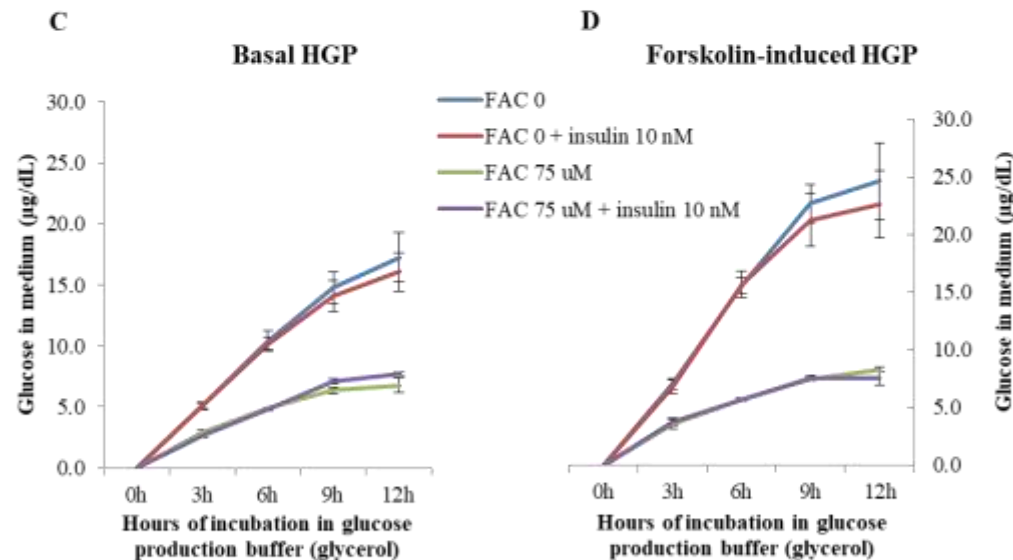 C
Basal HGP
D
Forskolin-induced HGP
30.0
25.0
20.0
15.0
10.0
5.0
0.0
Glucose in medium (µg/dL)
0h 3h 6h 9h 12h
Hours of incubation in glucose
production buffer (glycerol)
FAC 0
FAC 0 + insulin 10 nM
FAC 75 uM
FAC 75 uM + insulin 10 nM
30.0
25.0
20.0
15.0
10.0
5.0
0.0
Glucose in medium (µg/dL)
0h 3h 6h 9h 12h
Hours of incubation in glucose
production buffer (glycerol)